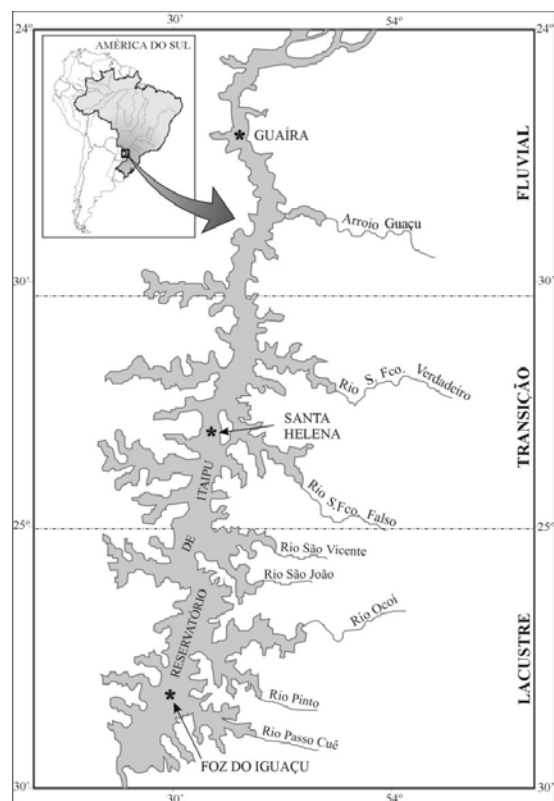 30'
54°
24°
AMÉRICA DO SUL
* GUAÍRA
FLUVIAL
Arroio Guaçu
30'
30'
TRANSIÇÃO
Rio S. Fco. Verdadeiro
SANTA
HELENA
*
Rio S.Fco. Falso
25°
25°
RESERVATÓRIO DE ITAIPU
Rio São Vicente
Rio São João
Rio Ocoi
LACUSTRE
Rio Pinto
*
Rio Passo Cuê
FOZ DO IGUAÇU
30'
30'
30'
54°